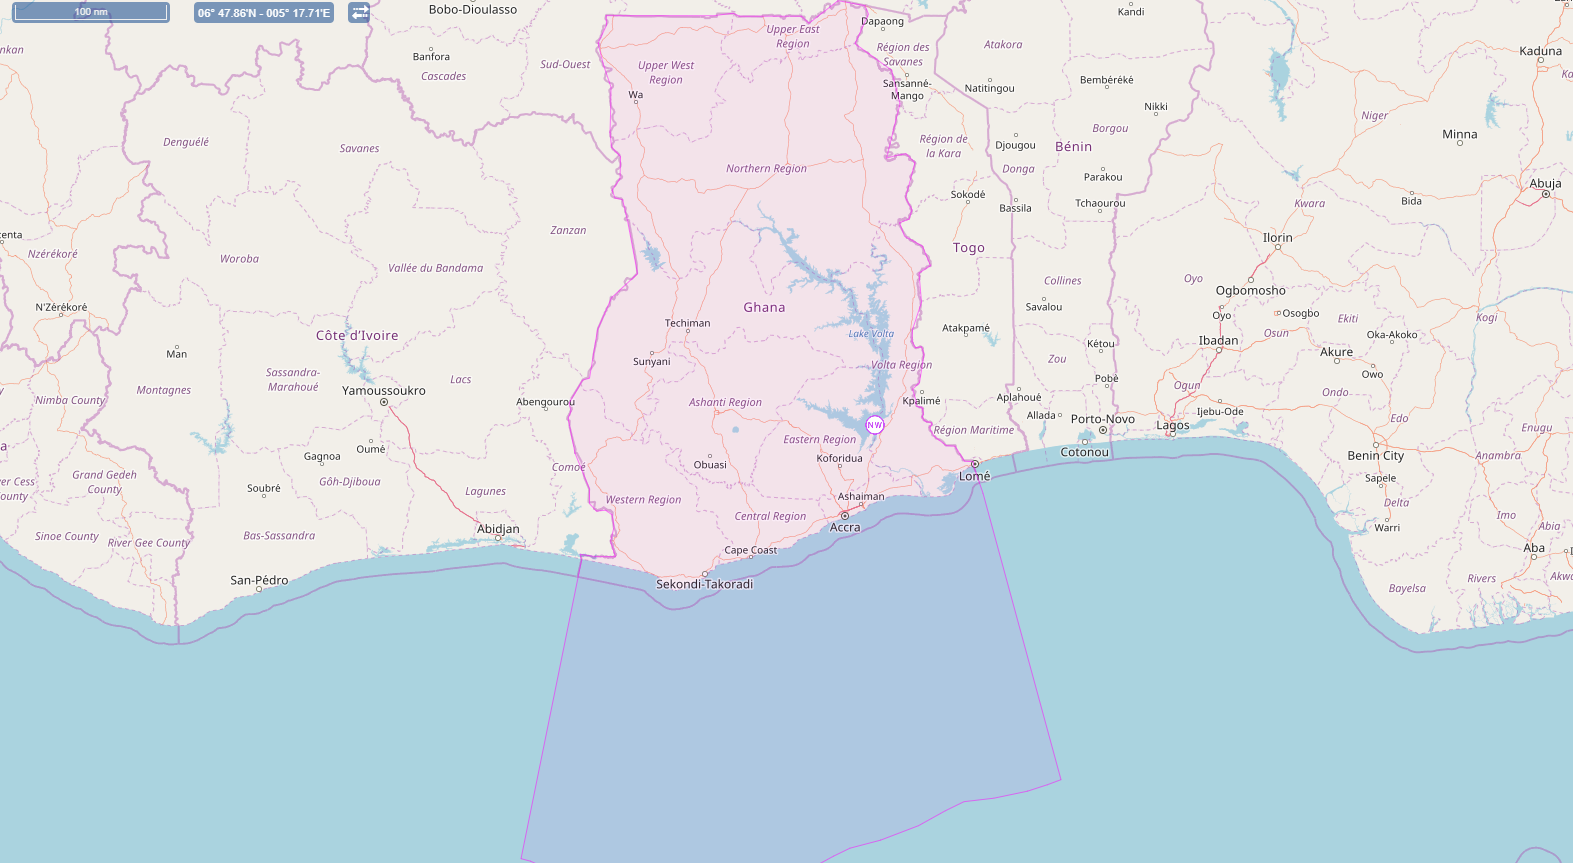 100 nm
06° 47.86'N - 005° 17.71'E
Bobo-Dioulasso
Banfora
Cascades
Sud-Ouest
Upper West
Region
Wa
Upper East
Region
Dapaong
Région des
Savanes
Sansanné-
Mango
Atakora
Natitingou
Kandi
Bembéréké
Nikki
Borgou
Bénin
Kaduna
Niger
Minna
Abuja
nkan
Denguélé
Savanes
Northern Region
Région de
la Kara
Djougou
Donga
Parakou
Sokodé
Bassila
Tchaourou
Kwara
Bida
Zanzan
Togo
Ilorin
Nzérékoré
N'Zérékoré
Woroba
Vallée du Bandama
Collines
Oyo
Ogbomosho
Côte d'Ivoire
Techiman
Ghana
Lake Volta
Savalou
Atakpamé
Oyo
Osogbo
Osun
Ekiti
Kogi
Man
Sunyani
Volta Region
Kétou
Zou
Ibadan
Akure
Oka-Akoko
Owo
Montagnes
Sassandra-
Marahoué
Lacs
Yamoussoukro
Abengourou
Ashanti Region
Kpalimé
Aplahoué
Pobè
Ogun
Ondo
Nimba County
Oumé
Gagnoa
NW
Eastern Region
Koforidua
Région Maritime
Allada
Porto-Novo
Cotonou
Lagos
Ijebu-Ode
Edo
Enugu
Benin City
Anambra
Grand Gedeh
County
Soubré
Gôh-Djiboua
Comoé
Lagunes
Obuasi
Lomé
Sapele
Delta
Western Region
Ashaiman
Central Region
Accra
Warri
Imo
Abia
Sinoe County
River Gee County
Bas-Sassandra
Abidjan
Cape Coast
Aba
San-Pédro
Sekondi-Takoradi
Bayelsa
Rivers